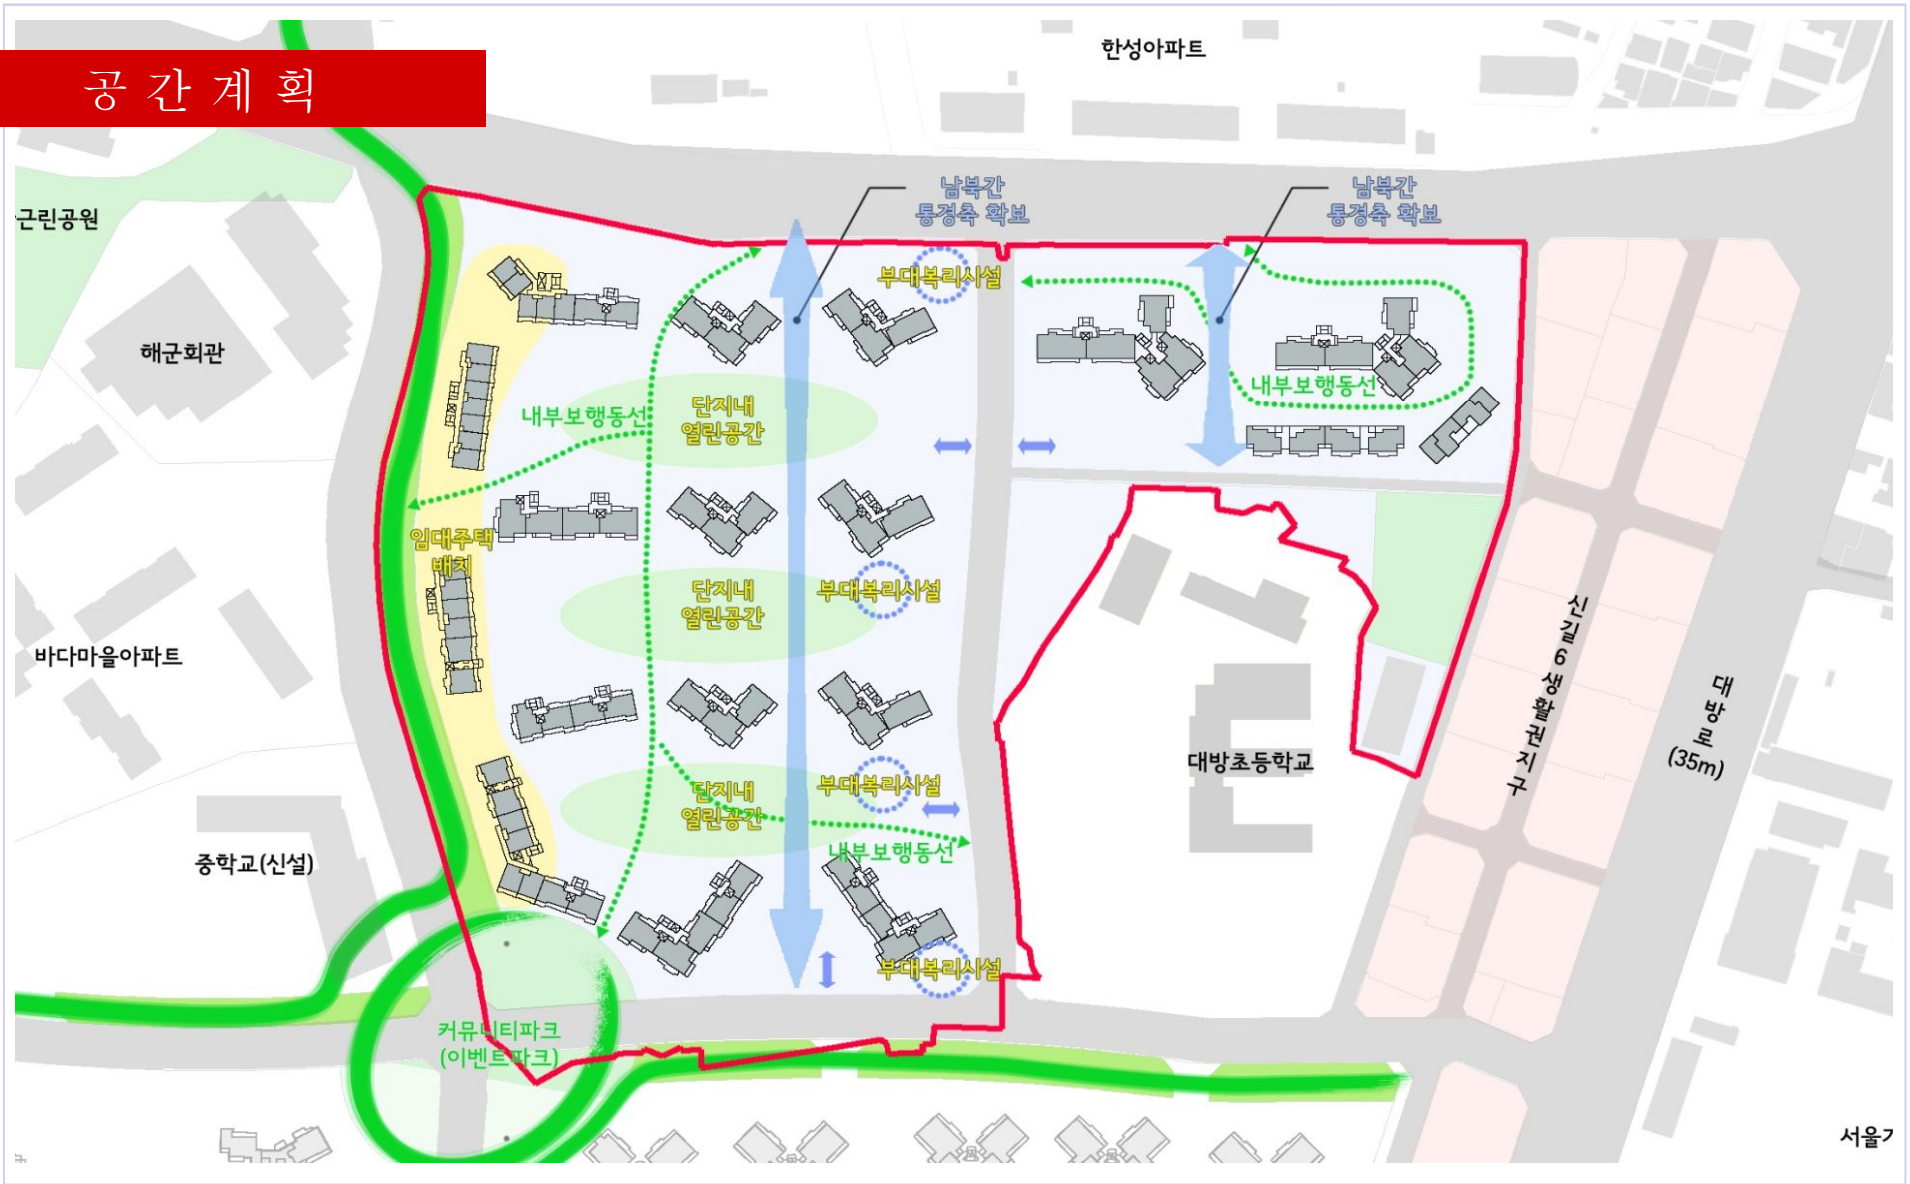 공간계획
한성아파트
남북간
통경축 확보
남북간
통경축 확보
근린공원
부대복리시설
해군회관
내부보행동선
내부보행동선
단지내
열린공간
임대주택
배치
단지내
열린공간
부대복리시설
바다마을아파트
신길6생활권지구
대방로
(35m)
대방초등학교
부대복리시설
단지내
열린공간
내부보행동선
중학교(신설)
부대복리시설
커뮤니티파크
(이벤트파크)